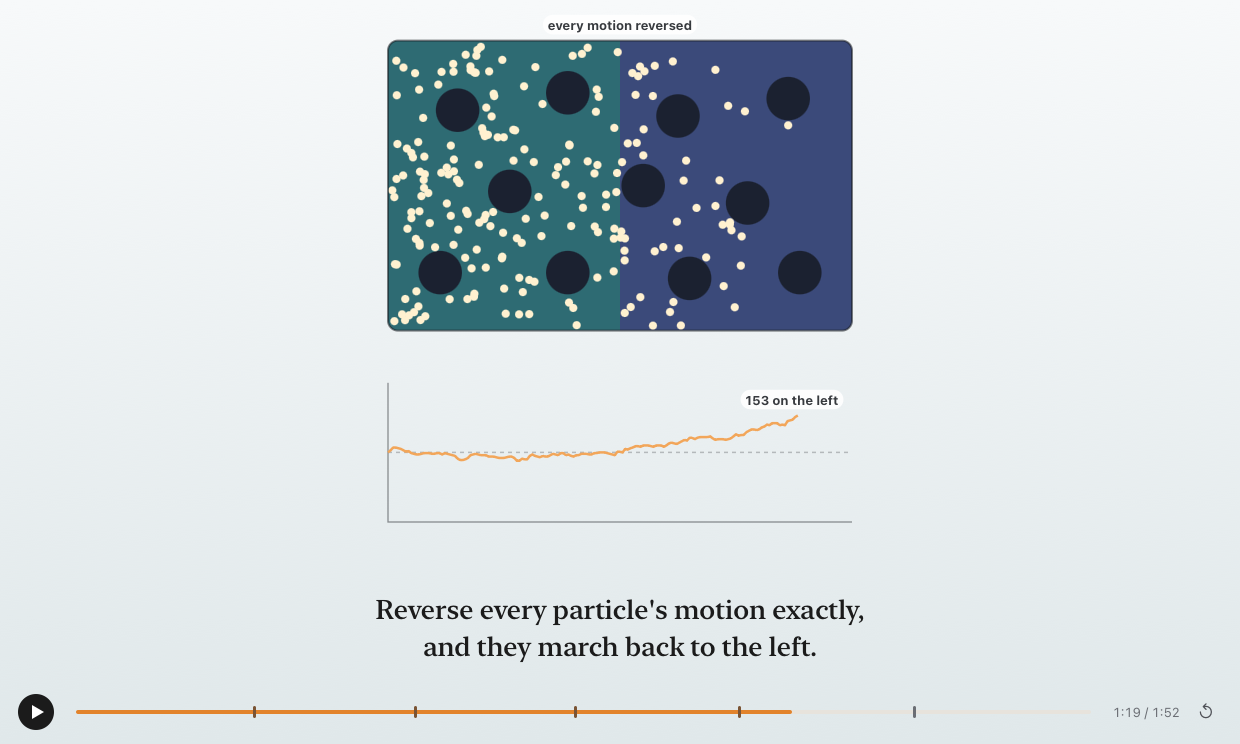 every motion reversed
153 on the left
Reverse every particle's motion exactly,
and they march back to the left.
1:19 / 1:52